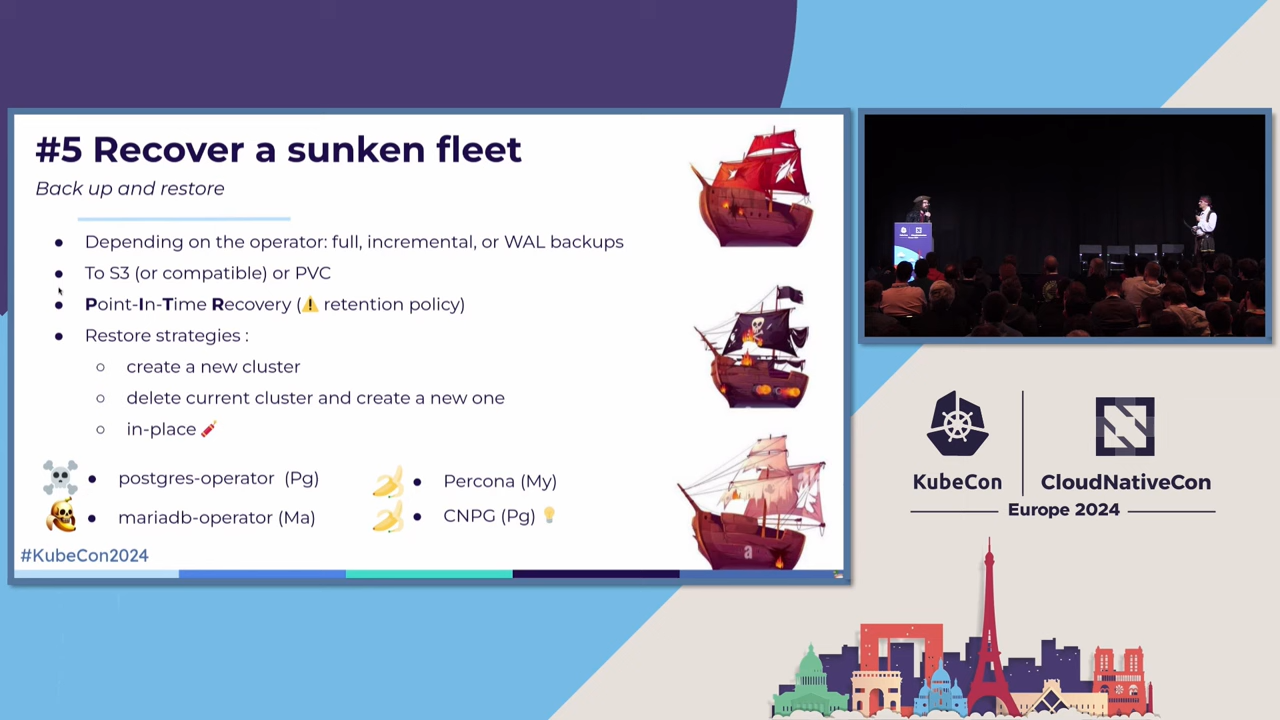 #5 Recover a sunken fleet
Back up and restore
● Depending on the operator: full, incremental, or WAL backups
● To S3 (or compatible) or PVC
● Point-In-Time Recovery (⚠️ retention policy)
● Restore strategies :
○ create a new cluster
○ delete current cluster and create a new one
○ in-place 🧨
● postgres-operator (Pg)
● mariadb-operator (Ma)
● Percona (My)
● CNPG (Pg) 💡
#KubeCon2024
a
KubeCon
CloudNativeCon
Europe 2024